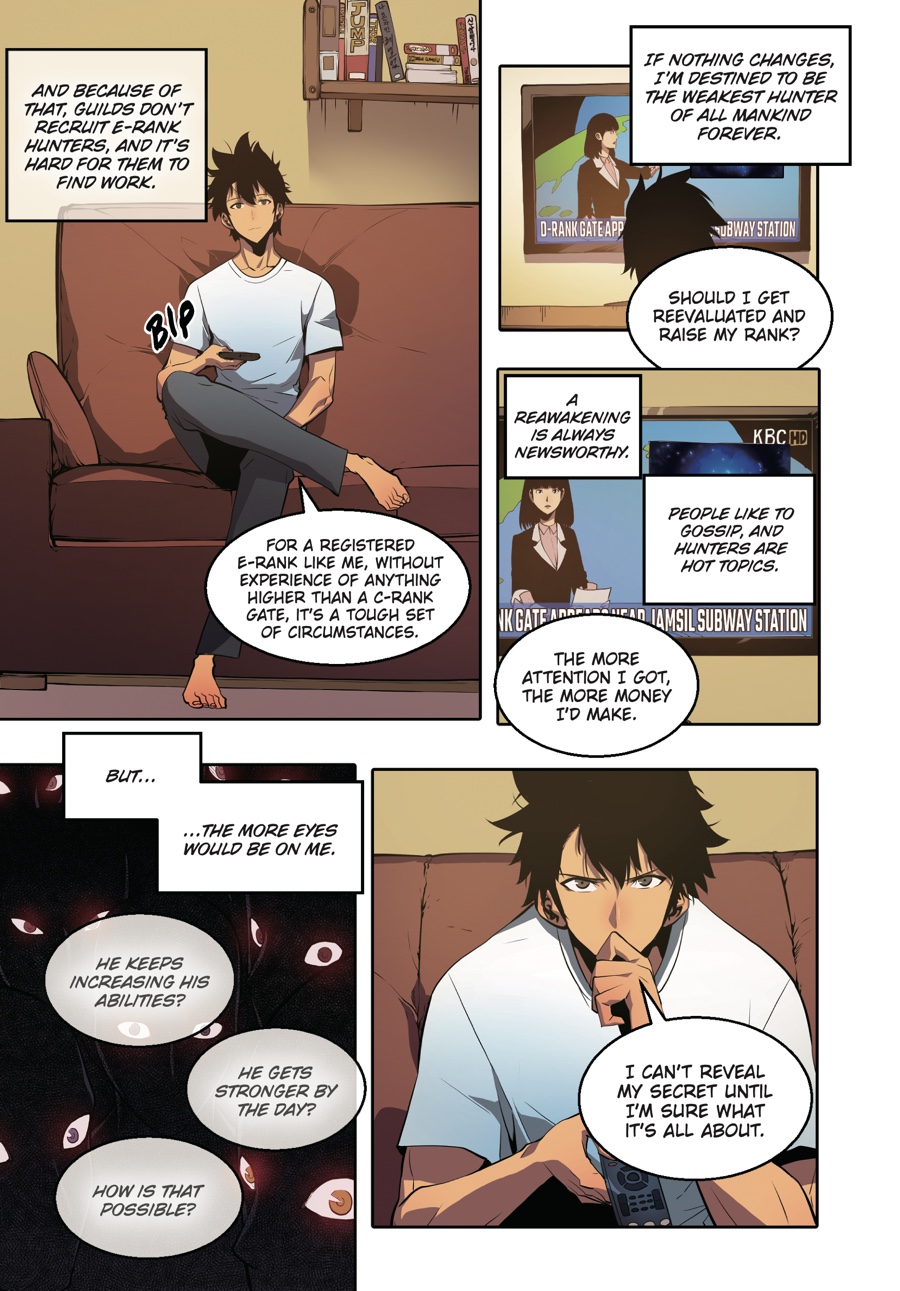 AND BECAUSE OF
THAT, GUILDS DON'T
RECRUIT E-RANK
HUNTERS, AND IT'S
HARD FOR THEM TO
FIND WORK.
JUMP
BIP
FOR A REGISTERED
E-RANK LIKE ME, WITHOUT
EXPERIENCE OF ANYTHING
HIGHER THAN A C-RANK
GATE, IT'S A TOUGH SET
OF CIRCUMSTANCES.
IF NOTHING CHANGES,
I'M DESTINED TO BE
THE WEAKEST HUNTER
OF ALL MANKIND
FOREVER.
D-RANK GATE APP
SUBWAY STATION
SHOULD I GET
REEVALUATED AND
RAISE MY RANK?
A
REAWAKENING
IS ALWAYS
NEWSWORTHY.
KBC HD
PEOPLE LIKE TO
GOSSIP, AND
HUNTERS ARE
HOT TOPICS.
NK GATE APPEARS NEAR JAMSIL SUBWAY STATION
THE MORE
ATTENTION I GOT,
THE MORE MONEY
I'D MAKE.
BUT...
...THE MORE EYES
WOULD BE ON ME.
HE KEEPS
INCREASING HIS
ABILITIES?
HE GETS
STRONGER BY
THE DAY?
HOW IS THAT
POSSIBLE?
I CAN'T REVEAL
MY SECRET UNTIL
I'M SURE WHAT
IT'S ALL ABOUT.